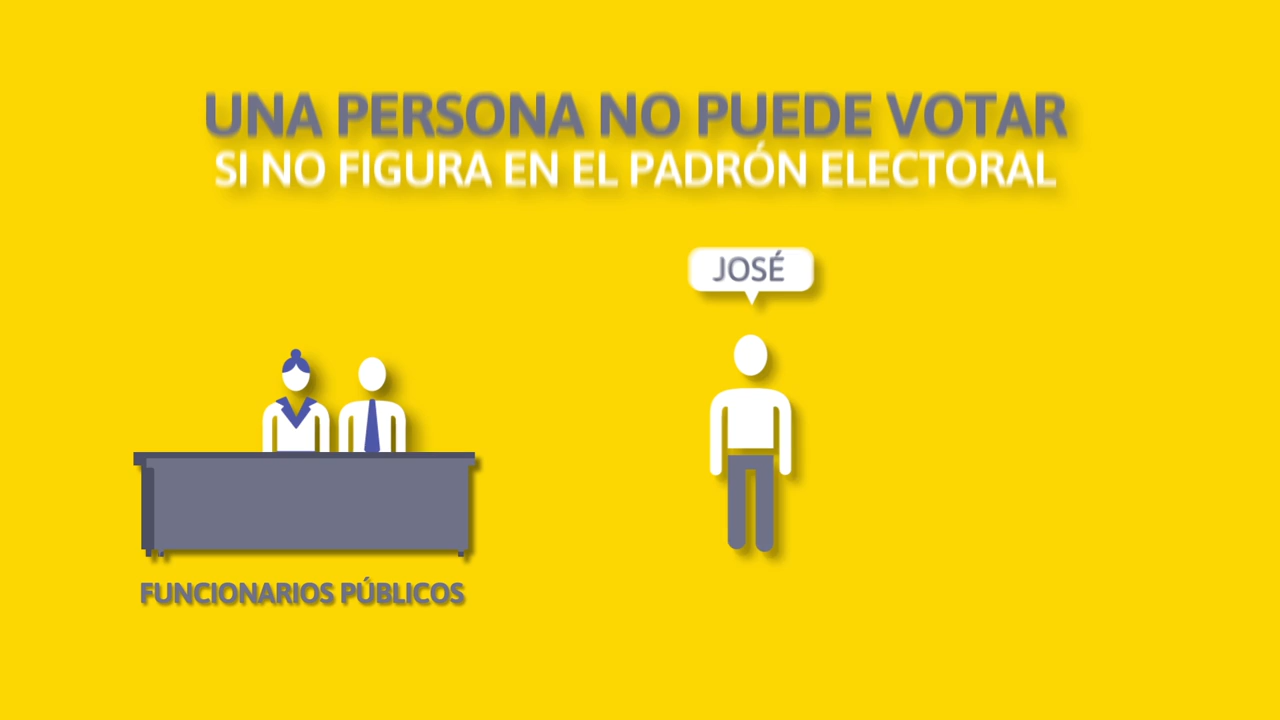 UNA PERSONA NO PUEDE VOTAR
SI NO FIGURA EN EL PADRÓN ELECTORAL
JOSÉ
FUNCIONARIOS PÚBLICOS